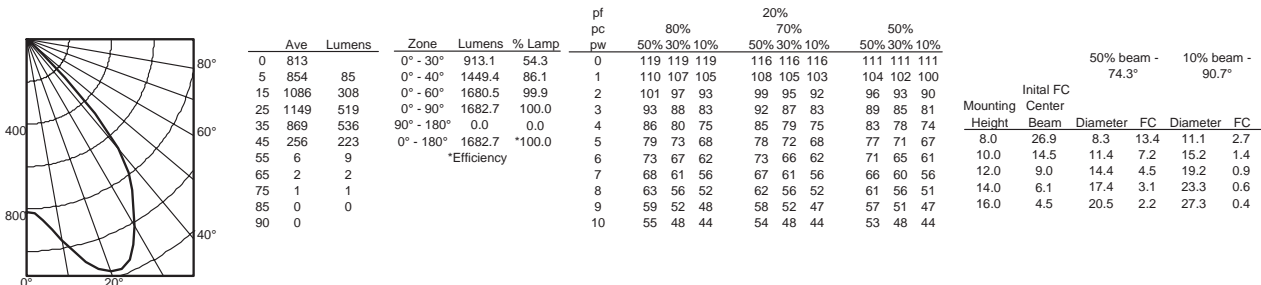 80°
60°
40°
20°
0°
400
800
Ave Lumens
0 813
5 854 85
15 1086 308
25 1149 519
35 869 536
45 256 223
55 6 9
65 2 2
75 1 1
85 0 0
90 0
Zone Lumens % Lamp
0° - 30° 913.1 54.3
0° - 40° 1449.4 86.1
0° - 60° 1680.5 99.9
0° - 90° 1682.7 100.0
90° - 180° 0.0 0.0
0° - 180° 1682.7 *100.0
*Efficiency
pf 20%
pc 80% 70% 50%
pw 50% 30% 10% 50% 30% 10% 50% 30% 10%
0 119 119 119 116 116 116 111 111 111
1 110 107 105 108 105 103 104 102 100
2 101 97 93 99 95 92 96 93 90
3 93 88 83 92 87 83 89 85 81
4 86 80 75 85 79 75 83 78 74
5 79 73 68 78 72 68 77 71 67
6 73 67 62 73 66 62 71 65 61
7 68 61 56 67 61 56 66 60 56
8 63 56 52 62 56 52 61 56 51
9 59 52 48 58 52 47 57 51 47
10 55 48 44 54 48 44 53 48 44
50% beam - 10% beam -
74.3° 90.7°
Inital FC
Mounting Center
Height Beam Diameter FC Diameter FC
8.0 26.9 8.3 13.4 11.1 2.7
10.0 14.5 11.4 7.2 15.2 1.4
12.0 9.0 14.4 4.5 19.2 0.9
14.0 6.1 17.4 3.1 23.3 0.6
16.0 4.5 20.5 2.2 27.3 0.4